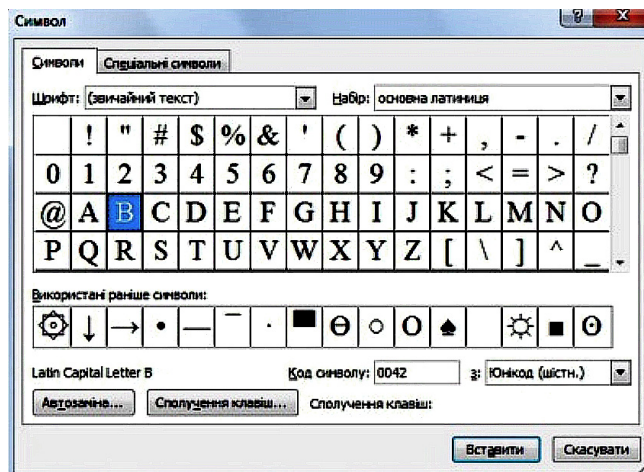 Символ
Символи Спеціальні символи
Шрифт: (звичайний текст) Набір: основна латиниця
! " # $ % & ' ( ) * + , - . /
0 1 2 3 4 5 6 7 8 9 : ; < = > ?
@ A B C D E F G H I J K L M N O
P Q R S T U V W X Y Z [ \ ] ^ _
Використані раніше символи:
↓ → • — ¯ · ▀ Ɵ ○ O ♠ ☼ ■ ʘ
Latin Capital Letter B Код символу: 0042 з: Юнікод (шістн.)
Автозаміна... Сполучення клавіш... Сполучення клавіш:
Вставити Скасувати